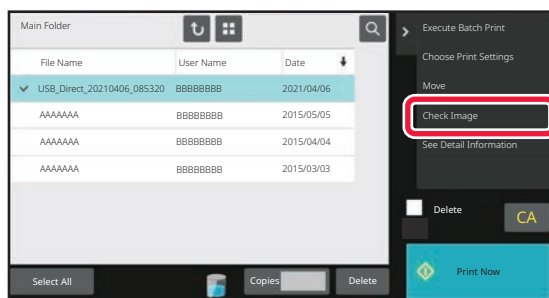 Main Folder
File Name User Name Date
USB_Direct_20210406_085320 BBBBBBBB 2021/04/06
AAAAAAA BBBBBBBB 2015/05/05
AAAAAAA BBBBBBBB 2015/04/04
AAAAAAA BBBBBBBB 2015/03/03
Select All Copies Delete
Execute Batch Print
Choose Print Settings
Move
Check Image
See Detail Information
Delete
CA
Print Now